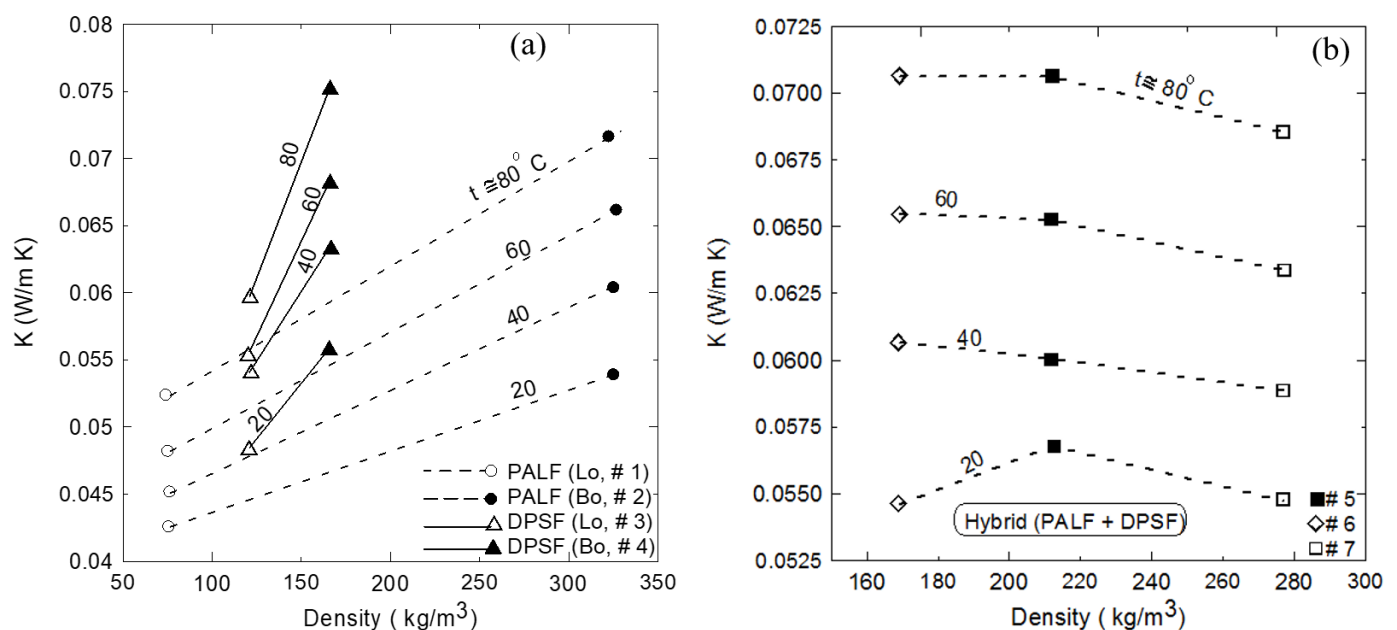 (a)
0.08
0.075
0.07
0.065
0.06
0.055
0.05
0.045
0.04
K (W/m K)
80
60
40
20
t ≅80° C
60
40
20
PALF (Lo, # 1)
PALF (Bo, # 2)
DPSF (Lo, # 3)
DPSF (Bo, # 4)
50 100 150 200 250 300 350
Density ( kg/m³)
(b)
0.0725
0.0700
0.0675
0.0650
0.0625
0.0600
0.0575
0.0550
0.0525
K (W/m K)
t≅ 80° C
60
40
20
Hybrid (PALF + DPSF)
# 5
# 6
# 7
160 180 200 220 240 260 280 300
Density ( kg/m³)